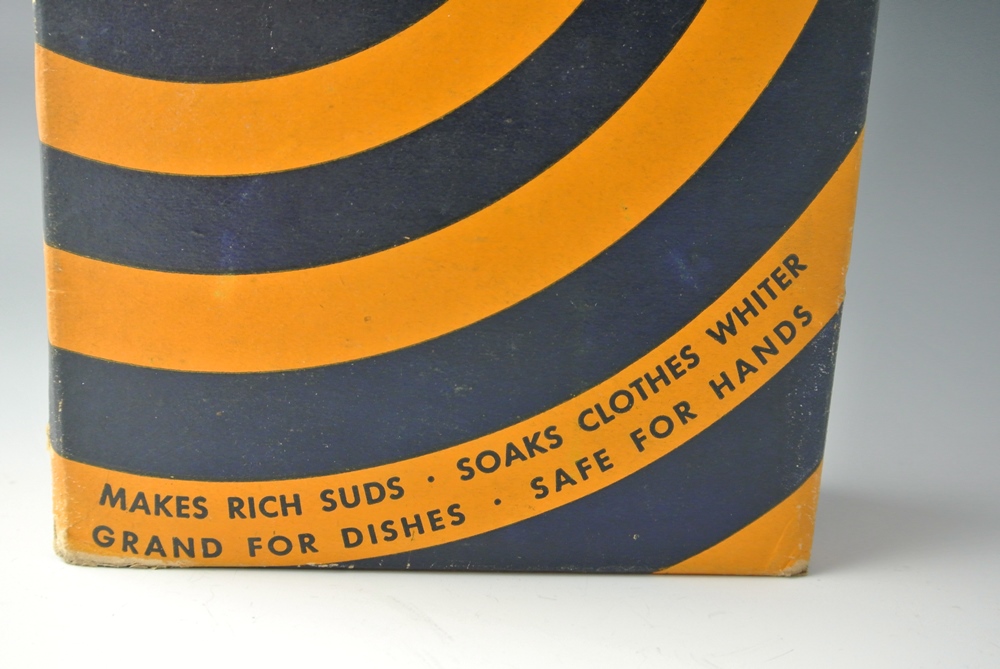 MAKES RICH SUDS · SOAKS CLOTHES WHITER
GRAND FOR DISHES · SAFE FOR HANDS